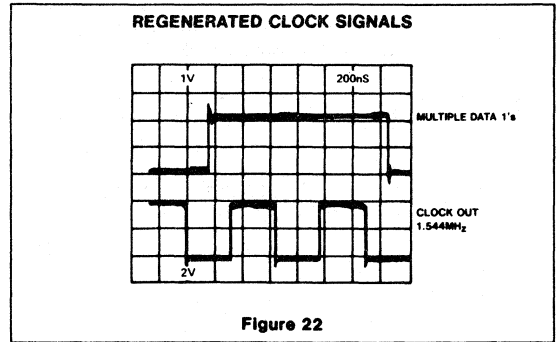 REGENERATED CLOCK SIGNALS
1V
200nS
MULTIPLE DATA 1's
CLOCK OUT
1.544MHz
2V
Figure 22